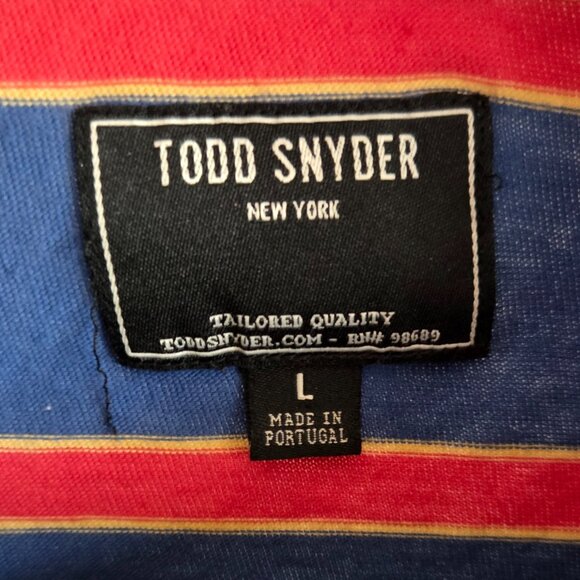 TODD SNYDER
NEW YORK
TAILORED QUALITY
TODDSNYDER.COM - RN# 98689
L
MADE IN
PORTUGAL